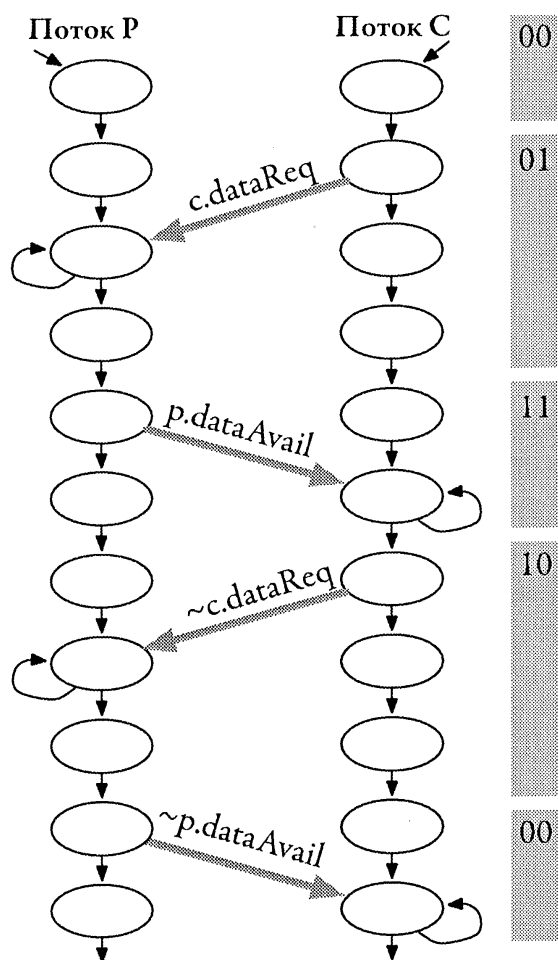 Поток P
Поток C
00
01
c.dataReq
11
p.dataAvail
10
~c.dataReq
00
~p.dataAvail